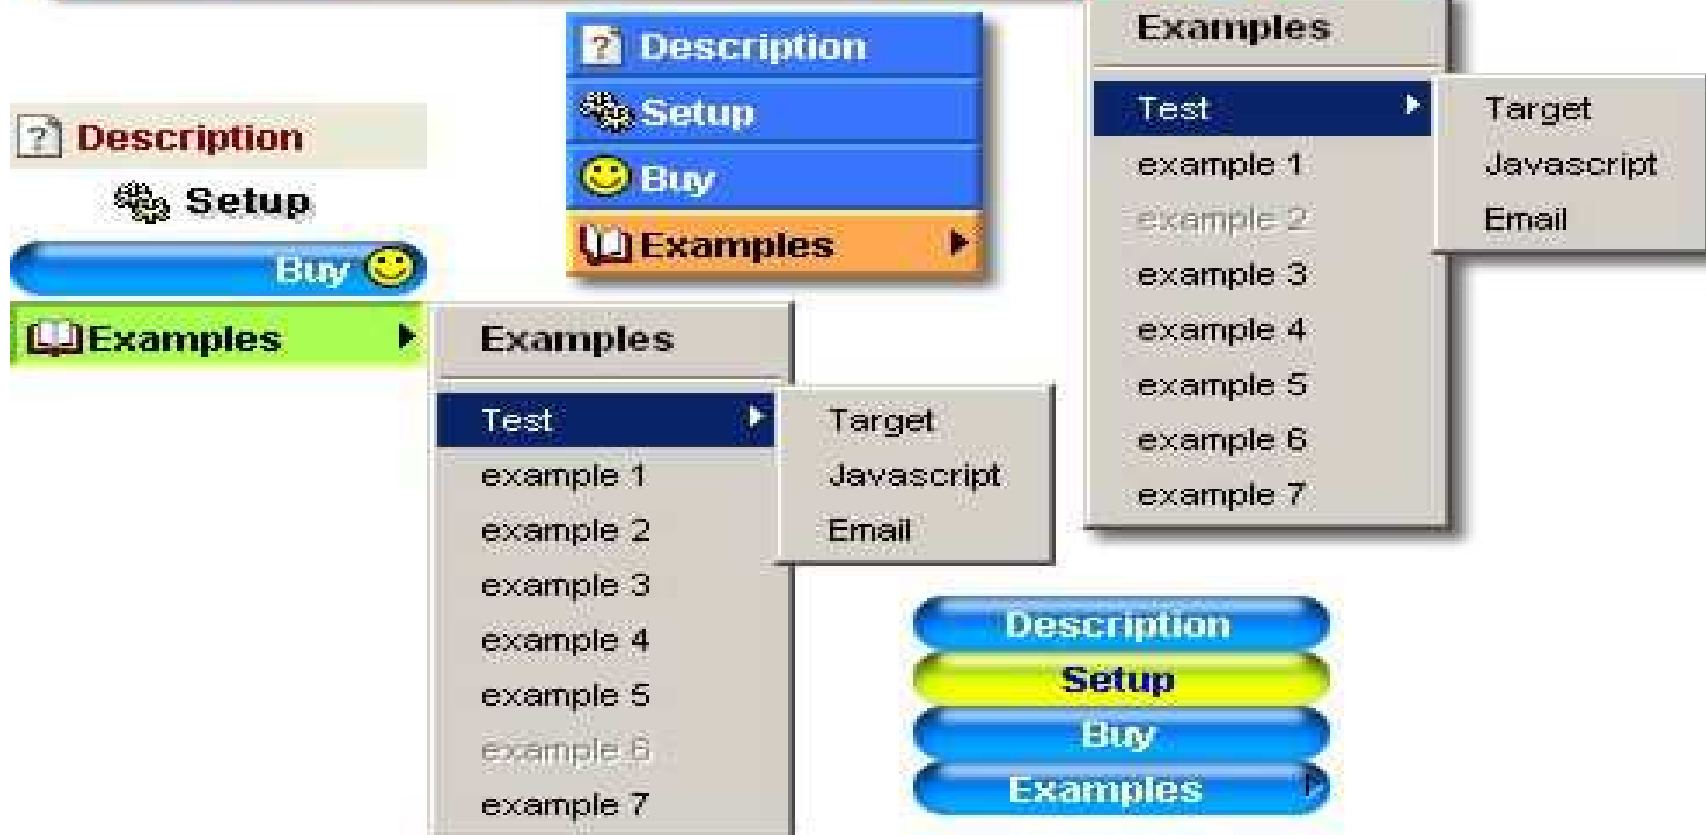 Description
Setup
Buy
Examples
Examples
Test
example 1
example 2
example 3
example 4
example 5
example 6
example 7
Target
Javascript
Email
Description
Setup
Buy
Examples
Examples
Test
example 1
example 2
example 3
example 4
example 5
example 6
example 7
Target
Javascript
Email
Description
Setup
Buy
Examples